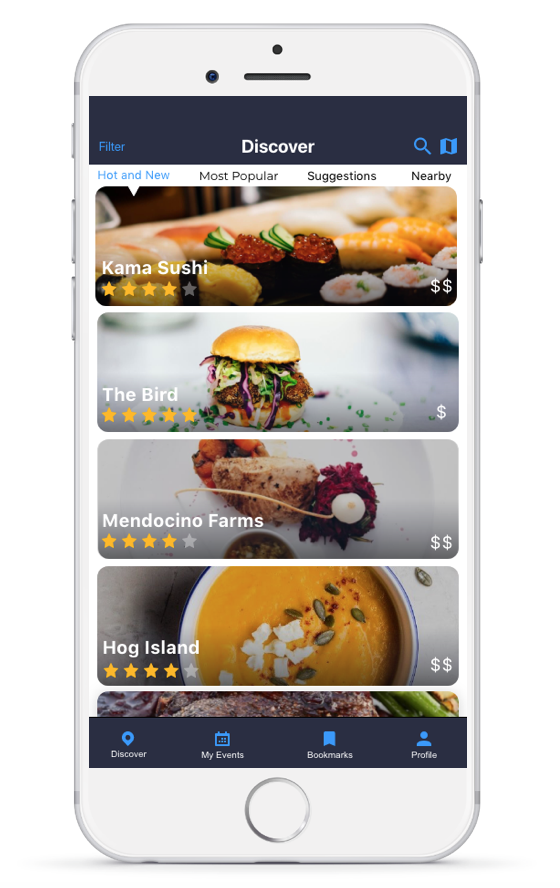 Filter Discover
Hot and New Most Popular Suggestions Nearby
Kama Sushi
$$
The Bird
$
Mendocino Farms
$$
Hog Island
$$
Discover My Events Bookmarks Profile